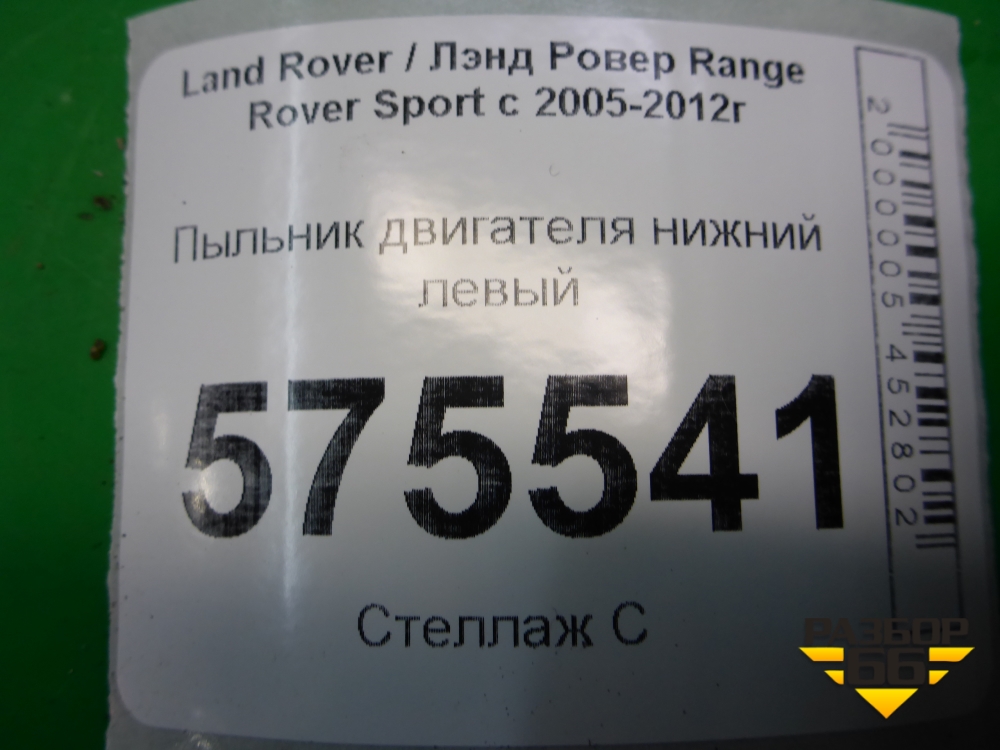 Land Rover / Лэнд Ровер Range
Rover Sport с 2005-2012г
Пыльник двигателя нижний
левый
575541
Стеллаж С
2000005452802
РАЗБОР
66